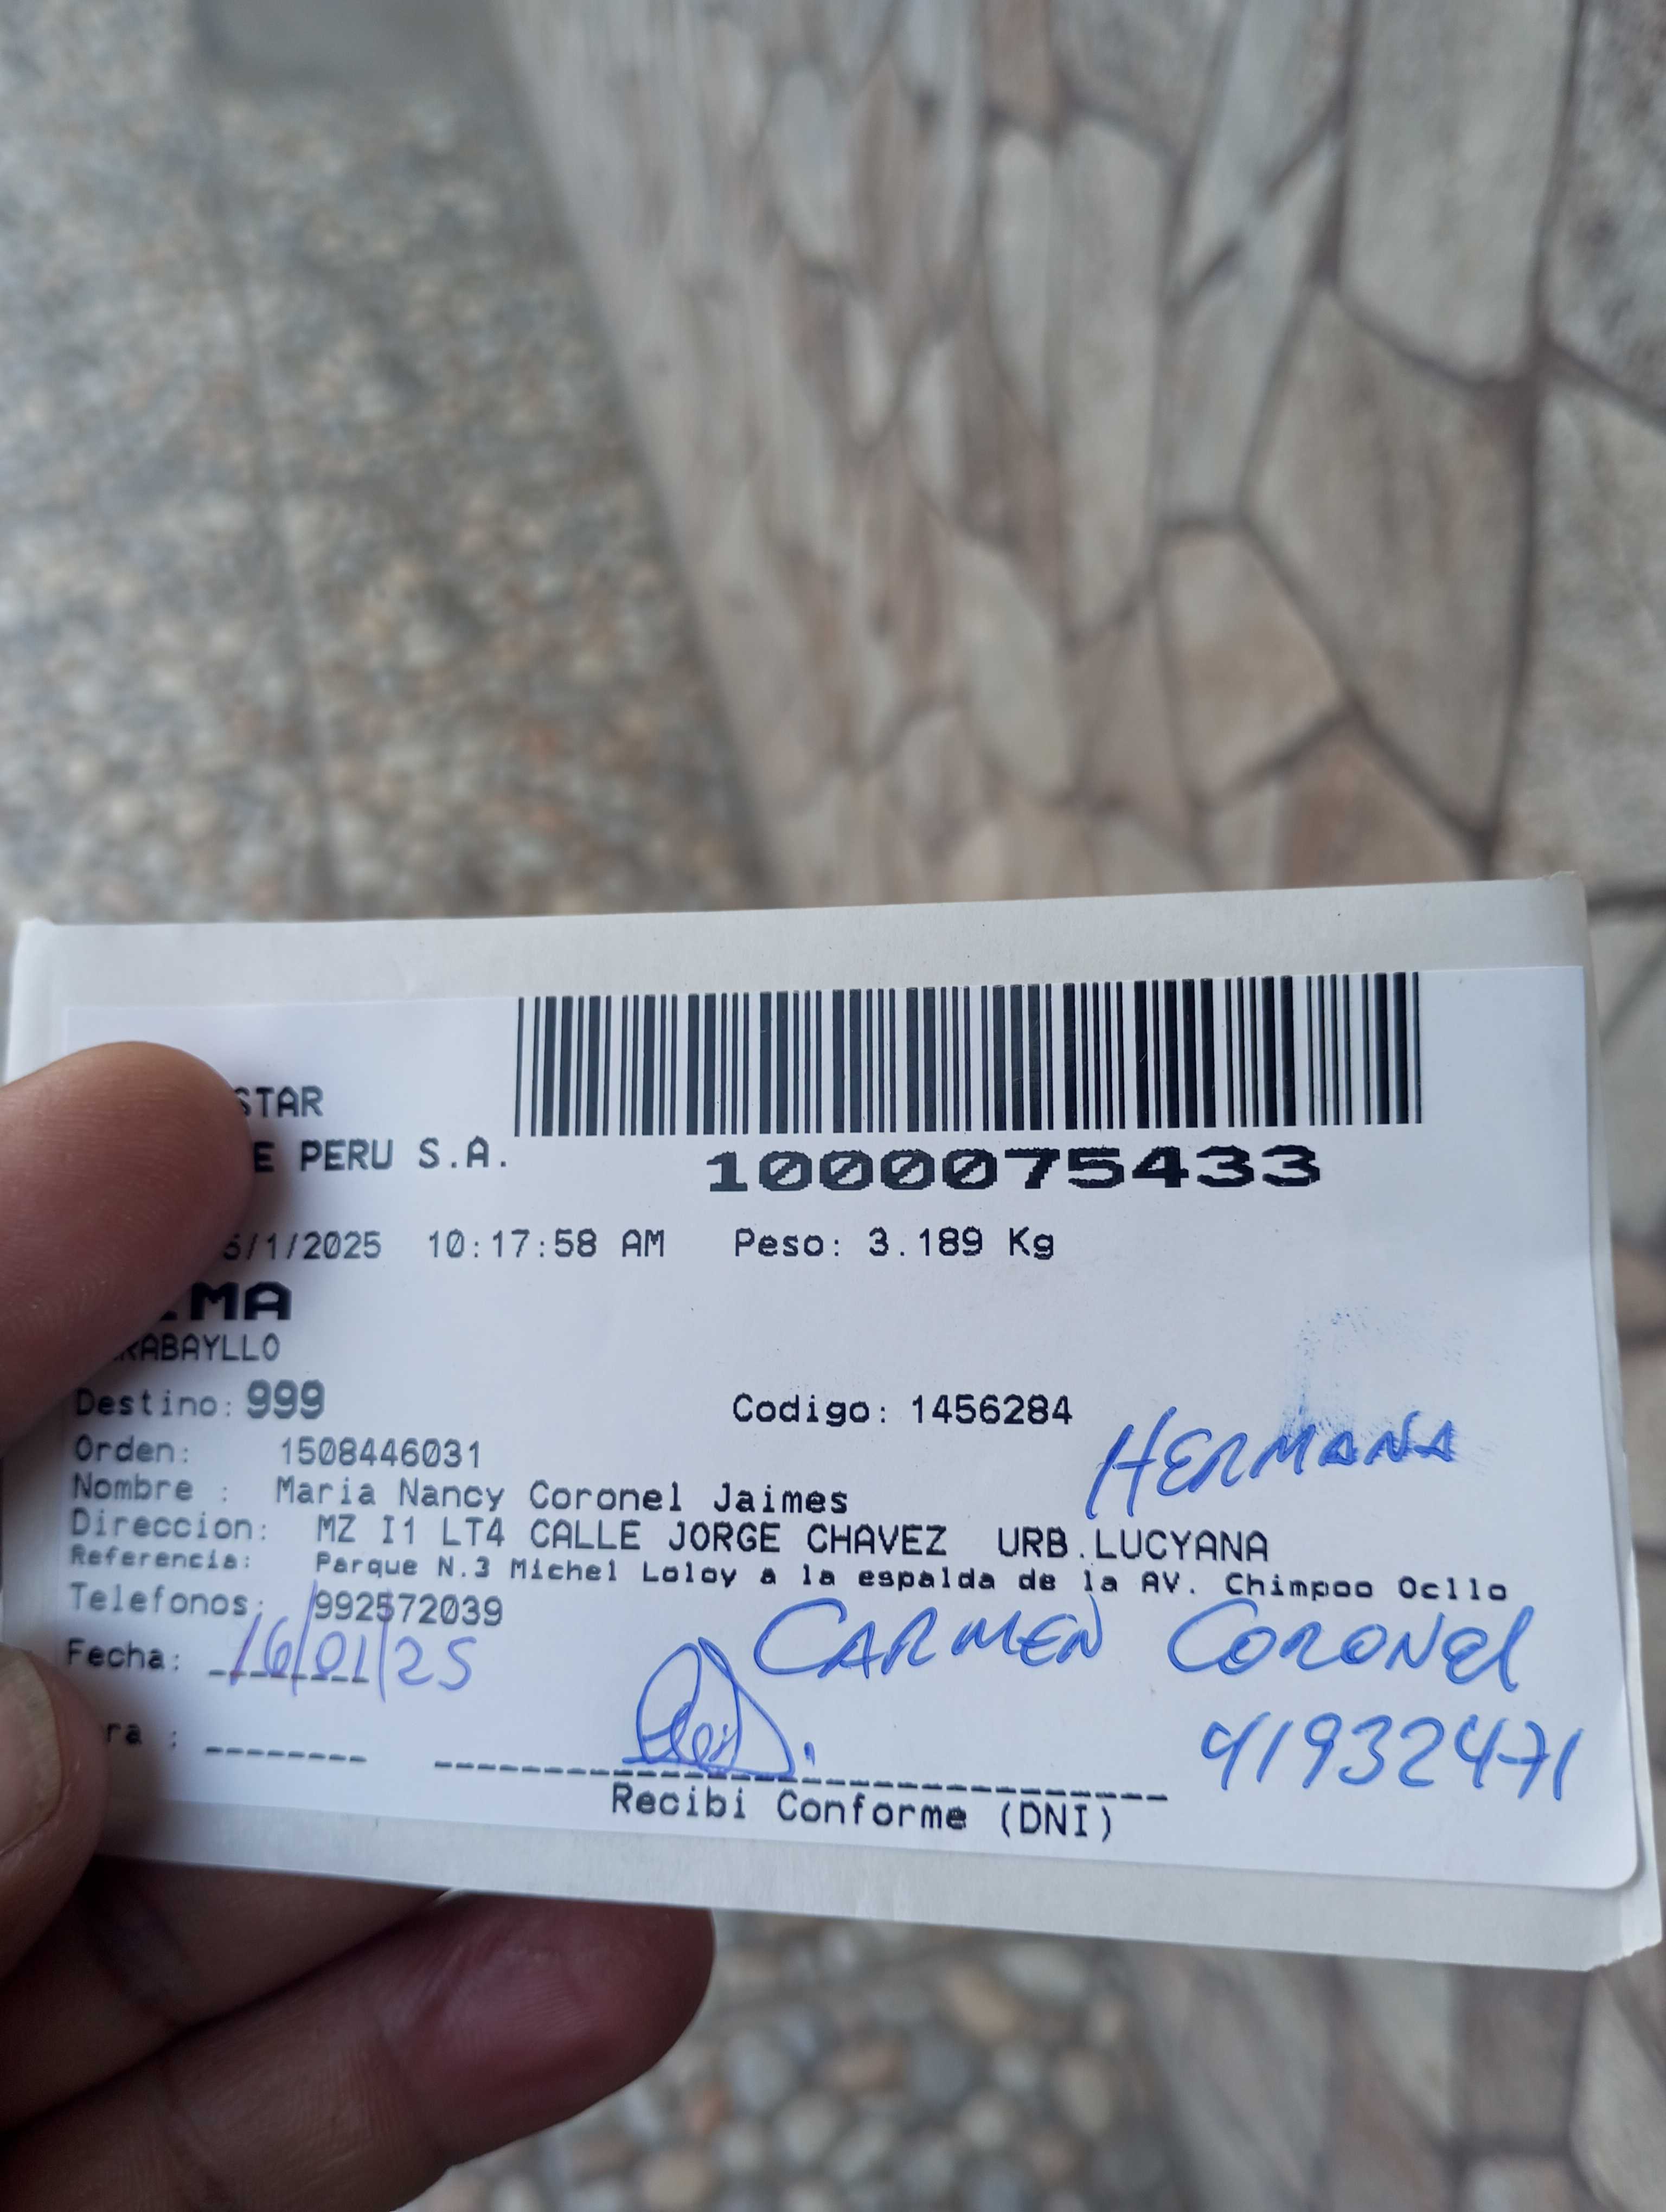 STAR
E PERU S.A.
1000075433
/1/2025 10:17:58 AM Peso: 3.189 Kg
MA
RABAYLLO
Destino: 999 Codigo: 1456284
HERMANA
Orden: 1508446031
Nombre : Maria Nancy Coronel Jaimes
Direccion: MZ I1 LT4 CALLE JORGE CHAVEZ URB.LUCYANA
Referencia: Parque N.3 Michel Loloy a la espalda de la AV. Chimpoo Ocllo
Telefonos: 992572039
CARMEN CORONEL
Fecha: 16/01/25
41932471
ra :
Recibi Conforme (DNI)